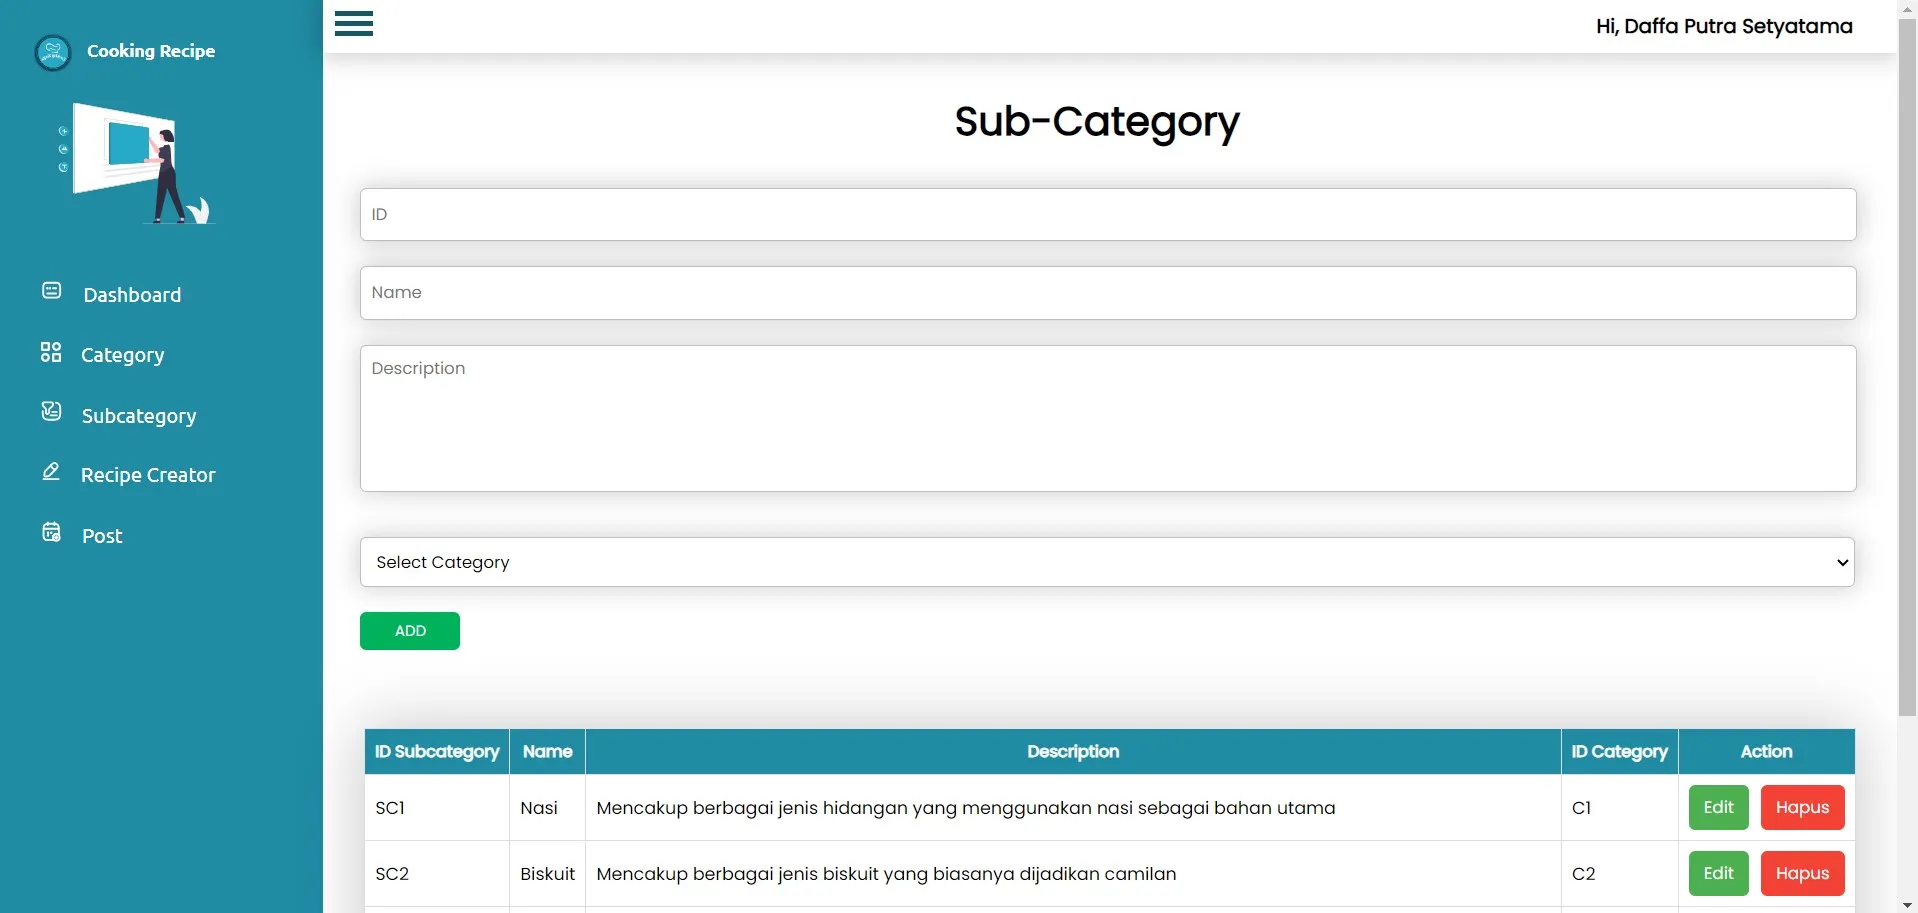 Cooking Recipe
Dashboard
Category
Subcategory
Recipe Creator
Post
Hi, Daffa Putra Setyatama
Sub-Category
ID
Name
Description
Select Category
ADD
ID Subcategory Name Description ID Category Action
SC1 Nasi Mencakup berbagai jenis hidangan yang menggunakan nasi sebagai bahan utama C1 Edit Hapus
SC2 Biskuit Mencakup berbagai jenis biskuit yang biasanya dijadikan camilan C2 Edit Hapus